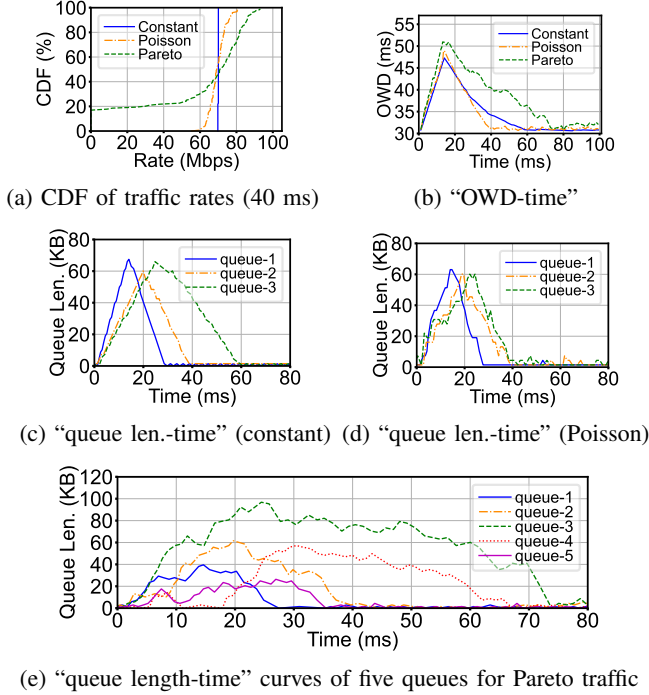 100
80
60
40
20
0
CDF (%)
Constant
Poisson
Pareto
0 20 40 60 80 100
Rate (Mbps)
(a) CDF of traffic rates (40 ms)
55
50
45
40
35
30
OWD (ms)
Constant
Poisson
Pareto
0 20 40 60 80 100
Time (ms)
(b) “OWD-time”
80
60
40
20
0
Queue Len. (KB)
queue-1
queue-2
queue-3
0 20 40 60 80
Time (ms)
(c) “queue len.-time” (constant)
80
60
40
20
0
Queue Len. (KB)
queue-1
queue-2
queue-3
0 20 40 60 80
Time (ms)
(d) “queue len.-time” (Poisson)
120
100
80
60
40
20
0
Queue Len. (KB)
queue-1
queue-2
queue-3
queue-4
queue-5
0 10 20 30 40 50 60 70 80
Time (ms)
(e) “queue length-time” curves of five queues for Pareto traffic